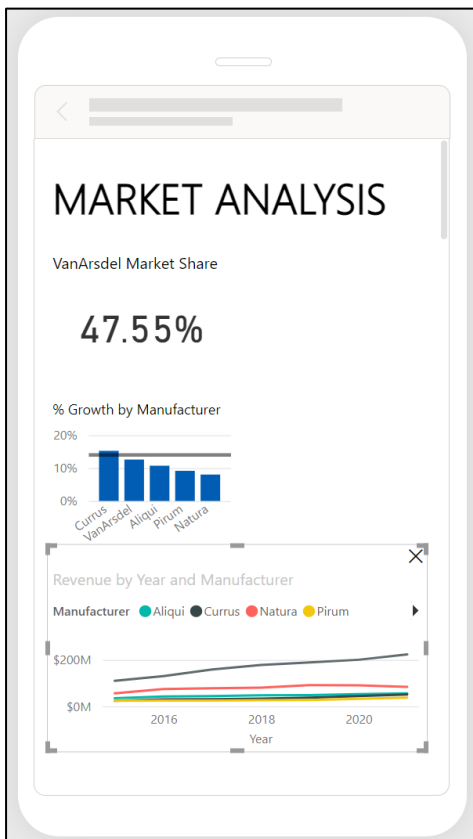 MARKET ANALYSIS
VanArsdel Market Share
47.55%
% Growth by Manufacturer
20%
10%
0%
Currus
VanArsdel
Aliqui
Pirum
Natura
Revenue by Year and Manufacturer
Manufacturer Aliqui Currus Natura Pirum
$200M
$0M
2016 2018 2020
Year